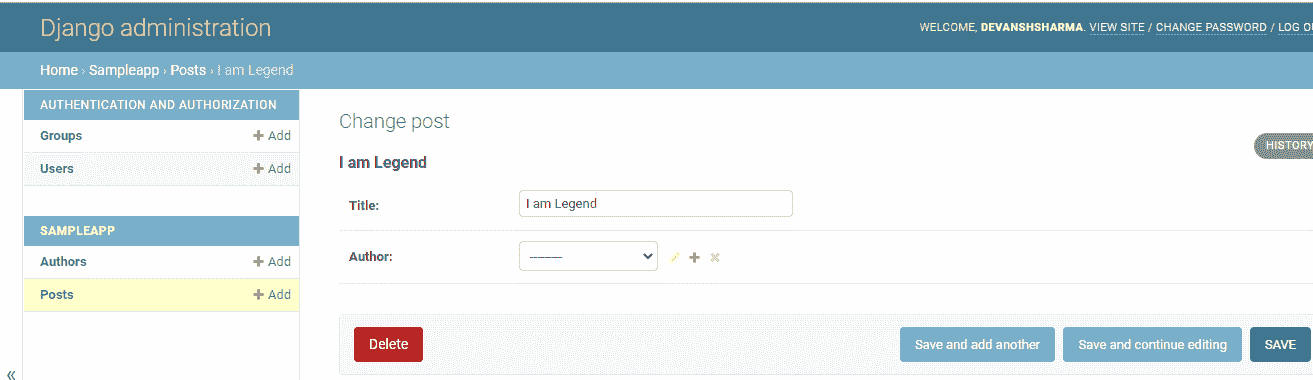 Django administration
WELCOME, DEVANSHSHARMA. VIEW SITE / CHANGE PASSWORD / LOG
Home › Sampleapp › Posts › I am Legend
AUTHENTICATION AND AUTHORIZATION
Groups + Add
Users + Add
SAMPLEAPP
Authors + Add
Posts + Add
«
Change post
HISTORY
I am Legend
Title: I am Legend
Author: ---------
Delete Save and add another Save and continue editing SAVE